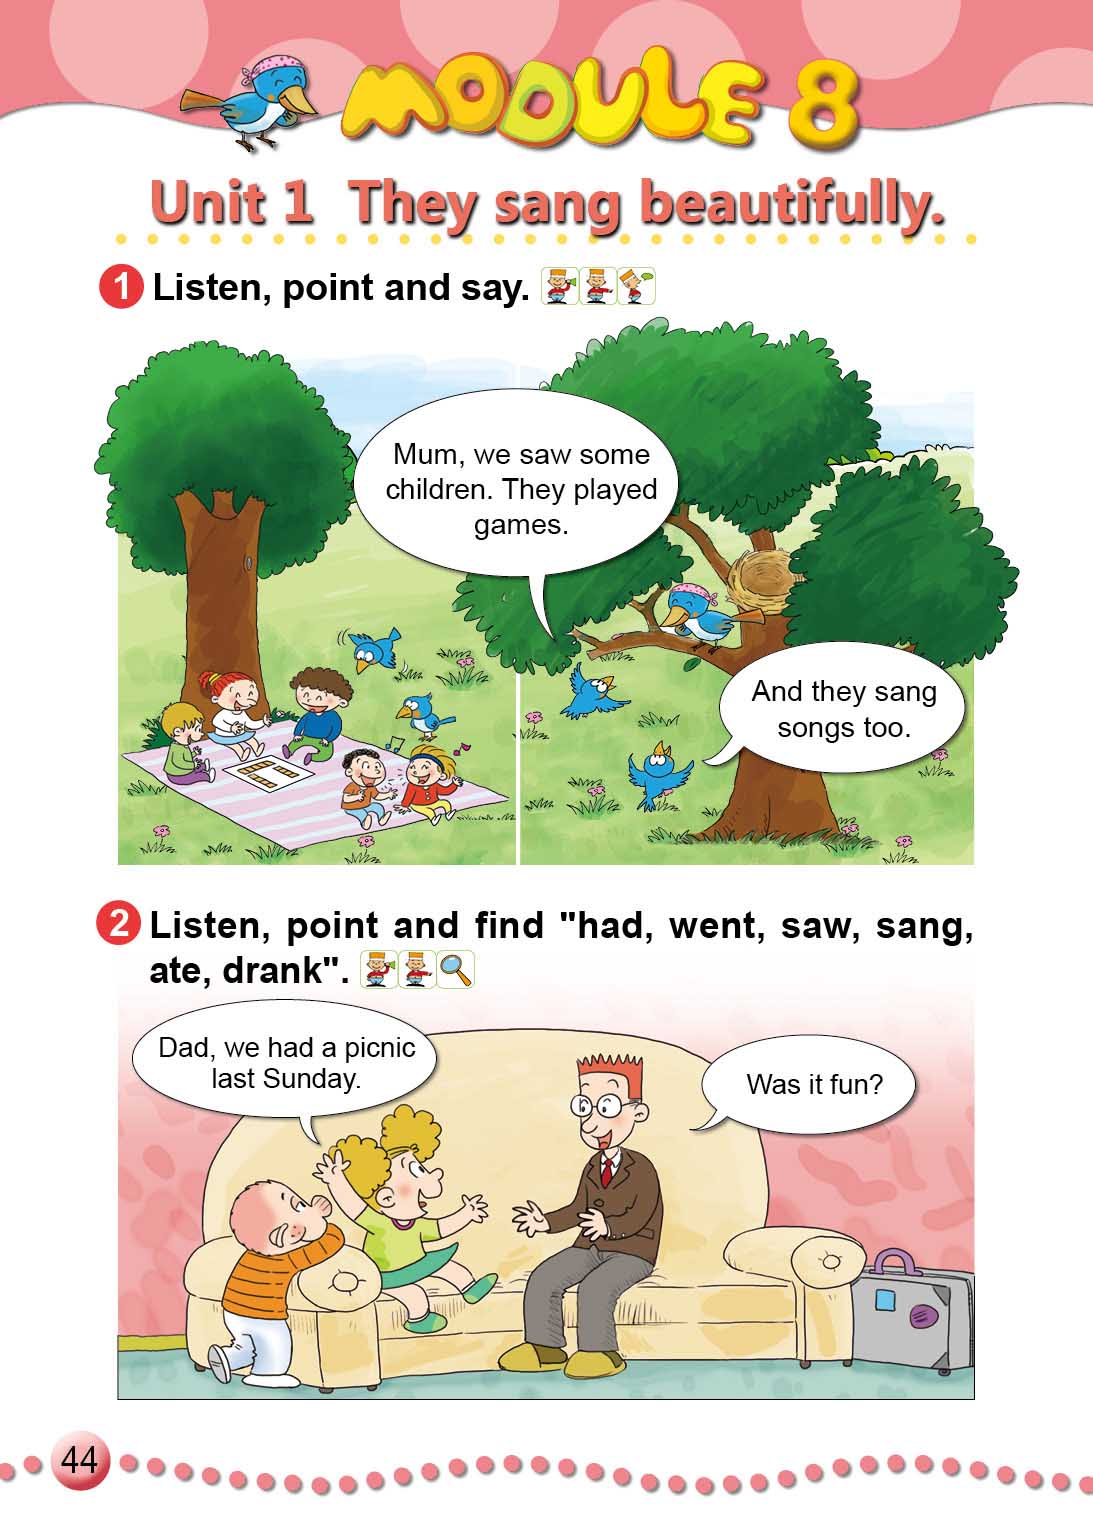 MODULE 8
Unit 1 They sang beautifully.
1 Listen, point and say.
Mum, we saw some
children. They played
games.
And they sang
songs too.
2 Listen, point and find "had, went, saw, sang,
ate, drank".
Dad, we had a picnic
last Sunday.
Was it fun?
44